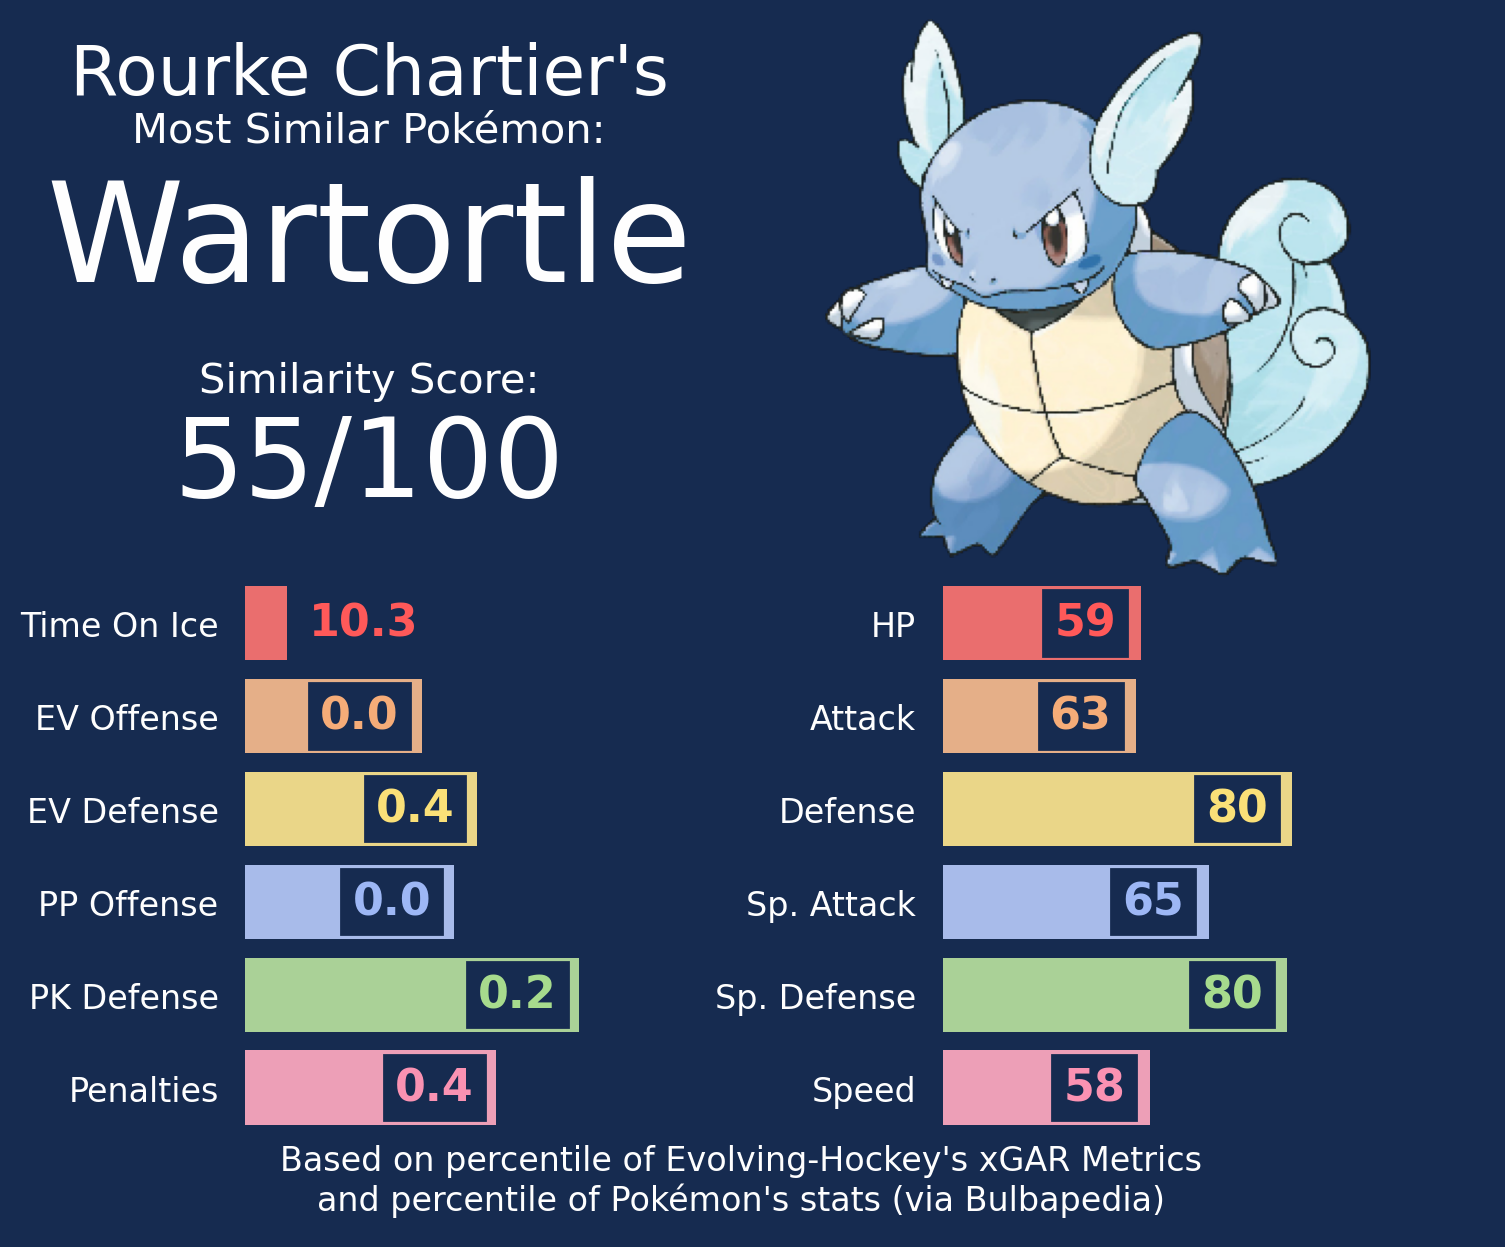 Rourke Chartier's
Most Similar Pokémon:
Wartortle
Similarity Score:
55/100
Time On Ice 10.3
EV Offense 0.0
EV Defense 0.4
PP Offense 0.0
PK Defense 0.2
Penalties 0.4
HP 59
Attack 63
Defense 80
Sp. Attack 65
Sp. Defense 80
Speed 58
Based on percentile of Evolving-Hockey's xGAR Metrics
and percentile of Pokémon's stats (via Bulbapedia)